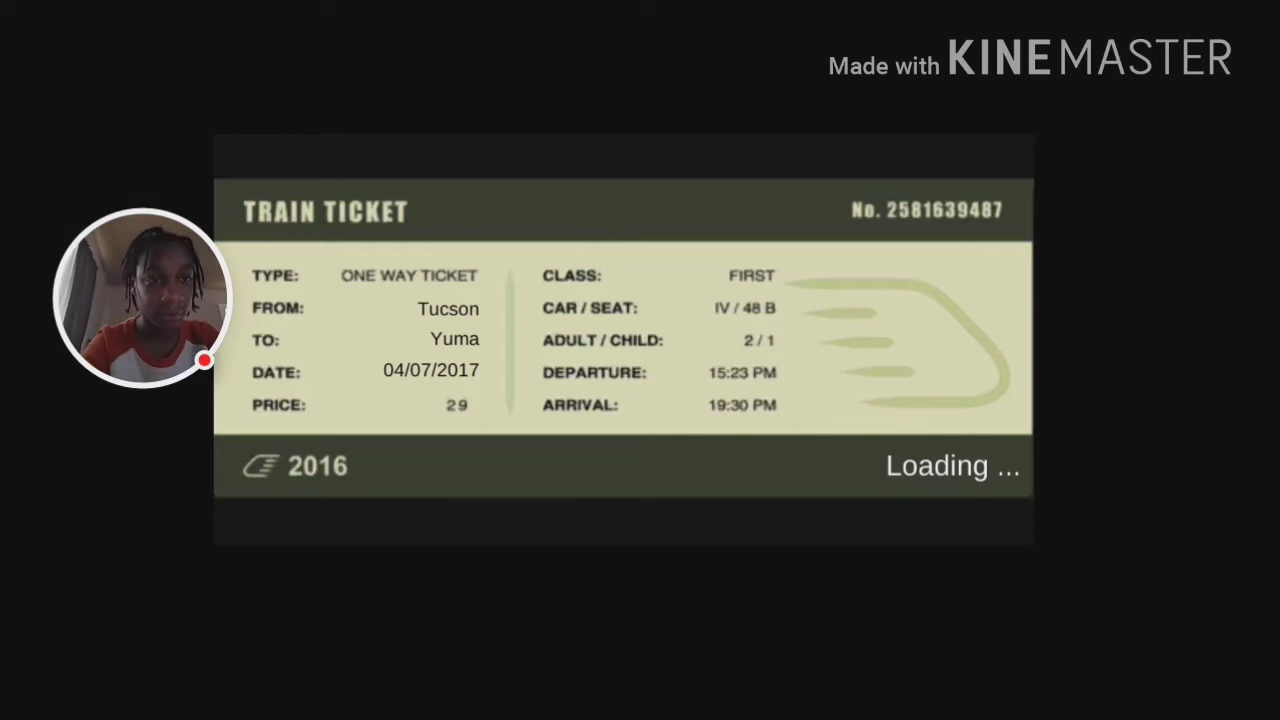 Made with KINEMASTER
TRAIN TICKET No. 2581639487
TYPE: ONE WAY TICKET CLASS: FIRST
FROM: Tucson CAR / SEAT: IV / 48 B
TO: Yuma ADULT / CHILD: 2 / 1
DATE: 04/07/2017 DEPARTURE: 15:23 PM
PRICE: 29 ARRIVAL: 19:30 PM
2016 Loading ...